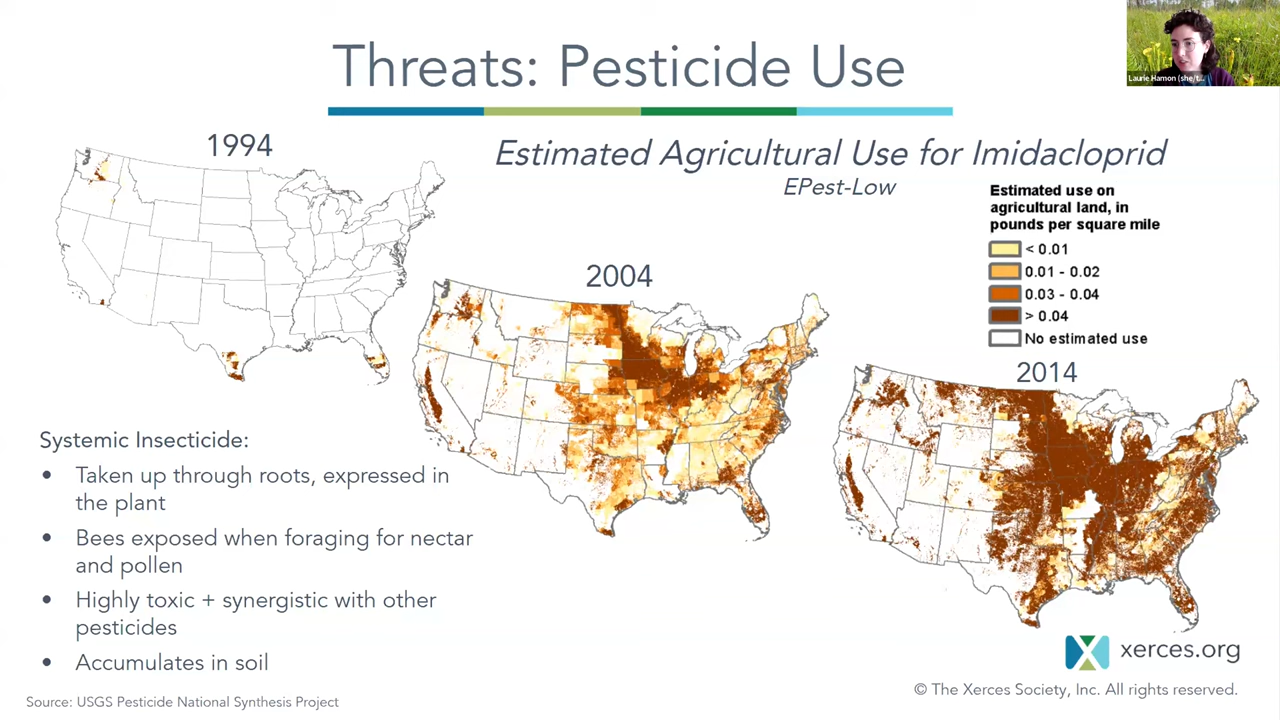 Threats: Pesticide Use
Laurie Hamon (she/t...
1994
Estimated Agricultural Use for Imidacloprid
EPest-Low
Estimated use on
agricultural land, in
pounds per square mile
< 0.01
0.01 - 0.02
0.03 - 0.04
> 0.04
No estimated use
2004
2014
Systemic Insecticide:
• Taken up through roots, expressed in
the plant
• Bees exposed when foraging for nectar
and pollen
• Highly toxic + synergistic with other
pesticides
• Accumulates in soil
xerces.org
© The Xerces Society, Inc. All rights reserved.
Source: USGS Pesticide National Synthesis Project